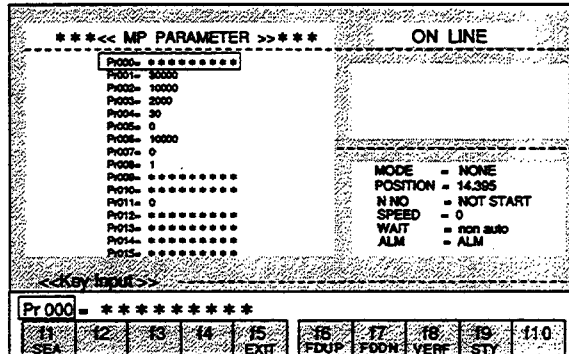 ***<< MP PARAMETER >>***
ON LINE
Pr000= *********
Pr001= 30000
Pr002= 10000
Pr003= 2000
Pr004= 30
Pr005= 0
Pr006= 10000
Pr007= 0
Pr008= 1
Pr009= *********
Pr010= *********
Pr011= 0
Pr012= *********
Pr013= *********
Pr014= *********
Pr015= *********
MODE = NONE
POSITION = 14.395
N NO = NOT START
SPEED = 0
WAIT = non auto
ALM = ALM
<<Key Input>>
Pr 000 = *********
f1 f2 f3 f4 f5 f6 f7 f8 f9 f10
SEA EXIT FDUP FDDN VERF STY